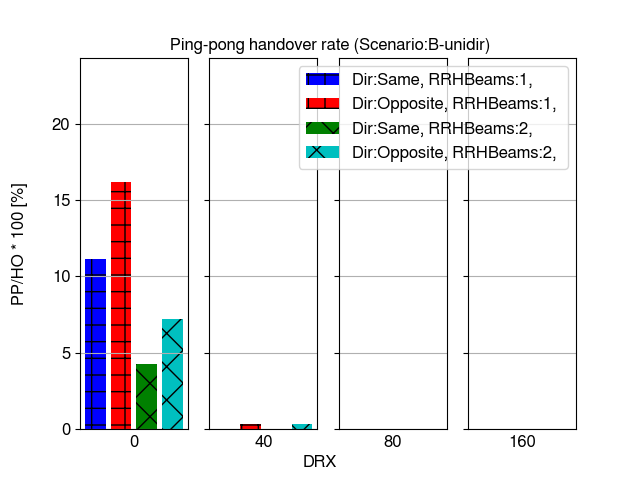 Ping-pong handover rate (Scenario:B-unidir)
Dir:Same, RRHBeams:1,
Dir:Opposite, RRHBeams:1,
Dir:Same, RRHBeams:2,
Dir:Opposite, RRHBeams:2,
PP/HO * 100 [%]
20
15
10
5
0
0 40 80 160
DRX